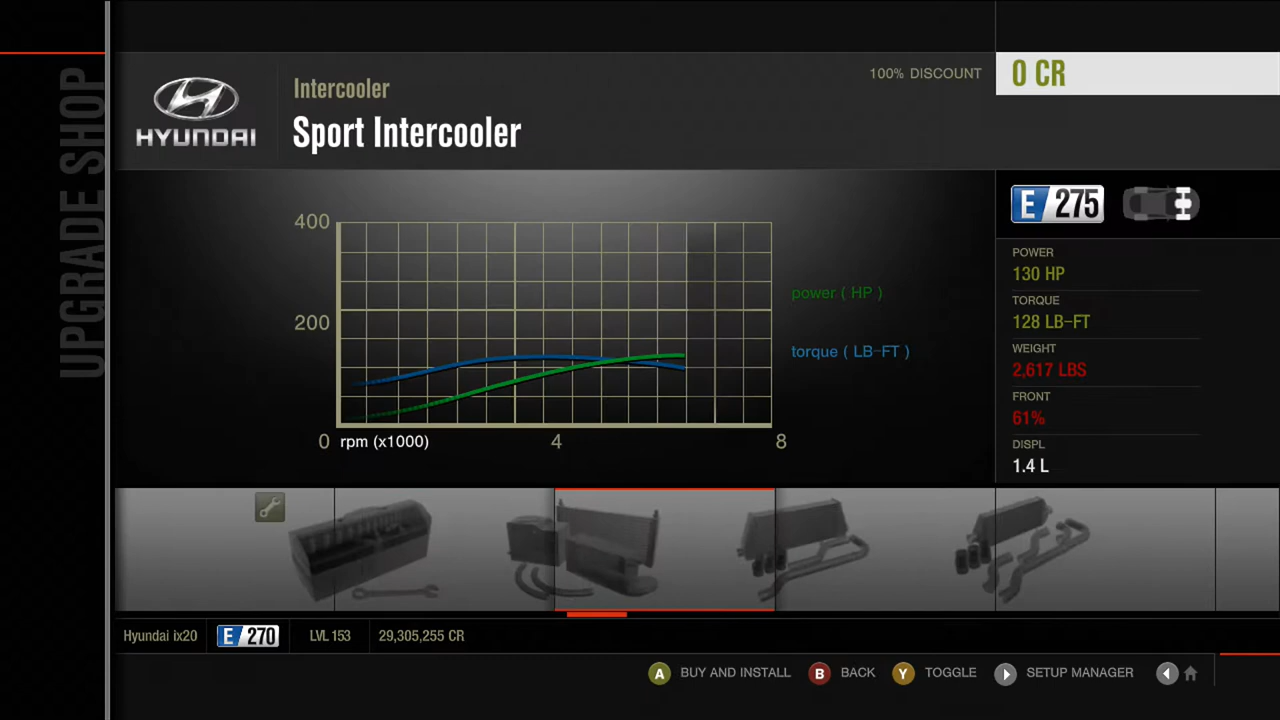 UPGRADE SHOP
HYUNDAI
Intercooler
Sport Intercooler
100% DISCOUNT
0 CR
E 275
POWER
130 HP
TORQUE
128 LB-FT
WEIGHT
2,617 LBS
FRONT
61%
DISPL
1.4 L
400
200
0
rpm (x1000)
4
8
power ( HP )
torque ( LB-FT )
Hyundai ix20
E 270
LVL 153
29,305,255 CR
A BUY AND INSTALL
B BACK
Y TOGGLE
SETUP MANAGER